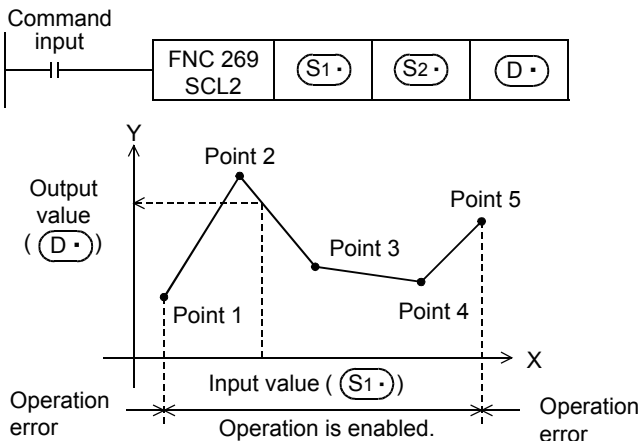 Command
input
FNC 269
SCL2
S1·
S2·
D·
Y
Point 2
Output
value
( D· )
Point 5
Point 3
Point 1
Point 4
X
Input value ( S1· )
Operation
error
Operation is enabled.
Operation
error